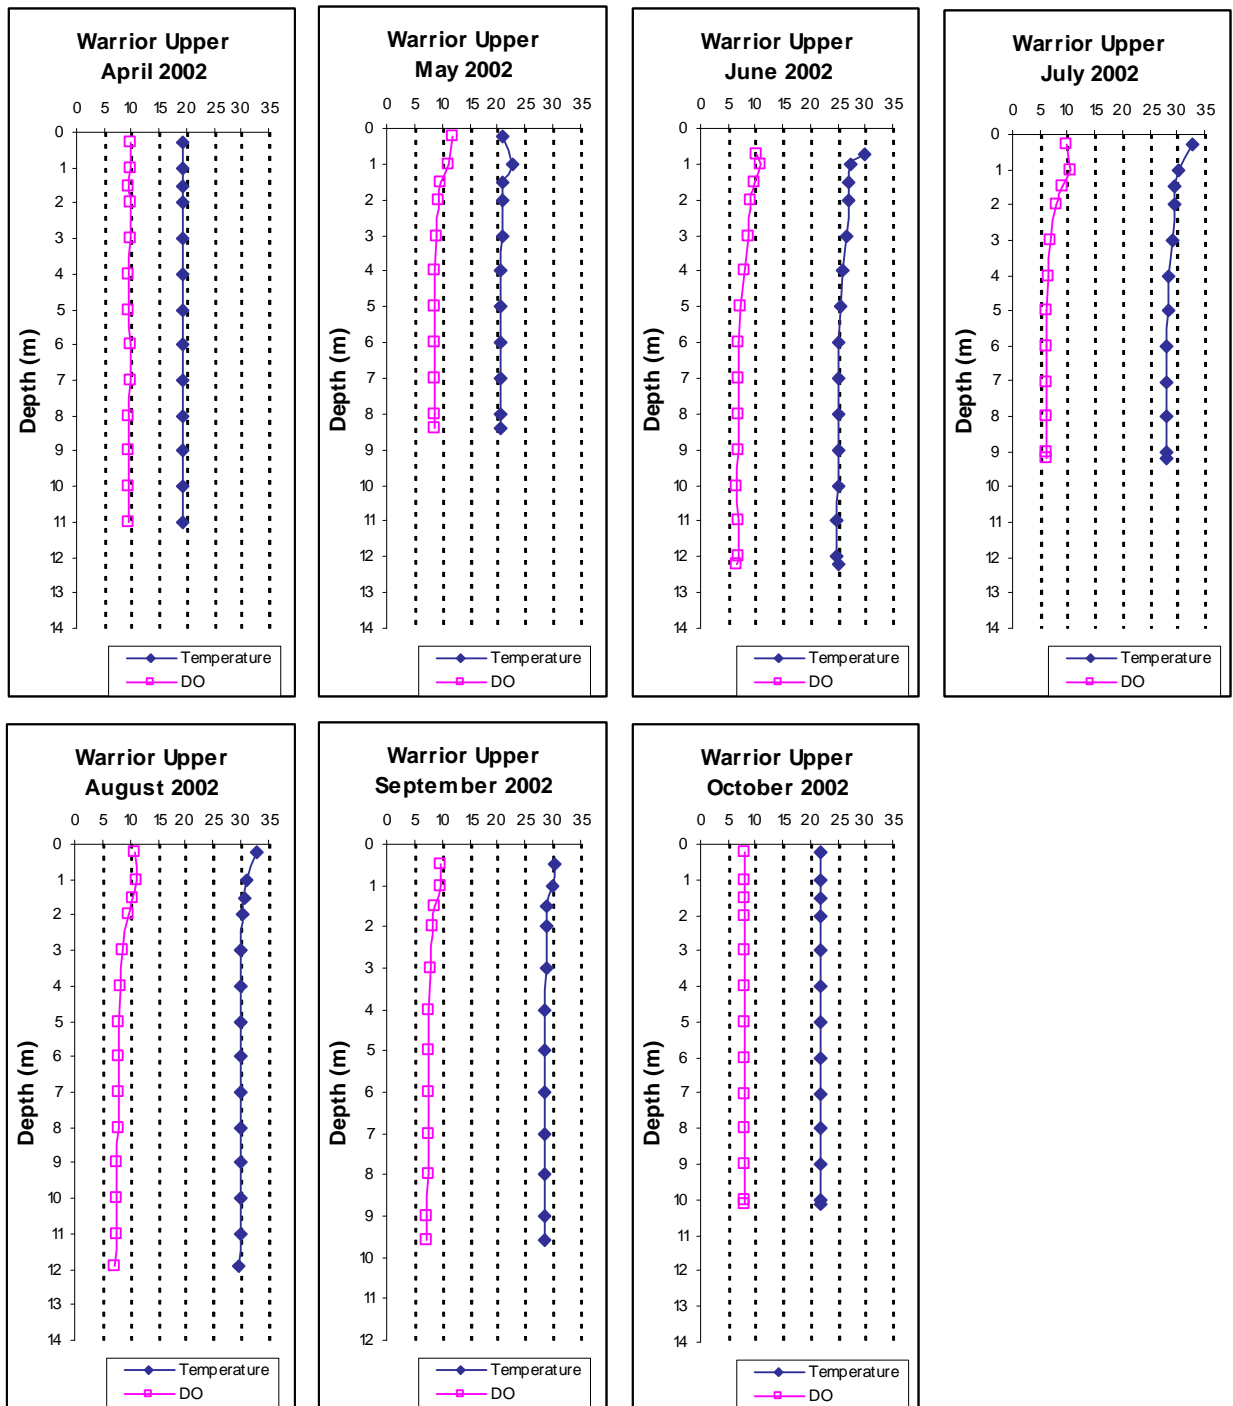 Warrior Upper
April 2002
0 5 10 15 20 25 30 35
0
1
2
3
4
5
6
7
8
9
10
11
12
13
14
Depth (m)
Temperature
DO
Warrior Upper
May 2002
0 5 10 15 20 25 30 35
0
1
2
3
4
5
6
7
8
9
10
11
12
13
14
Depth (m)
Temperature
DO
Warrior Upper
June 2002
0 5 10 15 20 25 30 35
0
1
2
3
4
5
6
7
8
9
10
11
12
13
14
Depth (m)
Temperature
DO
Warrior Upper
July 2002
0 5 10 15 20 25 30 35
0
1
2
3
4
5
6
7
8
9
10
11
12
13
14
Depth (m)
Temperature
DO
Warrior Upper
August 2002
0 5 10 15 20 25 30 35
0
1
2
3
4
5
6
7
8
9
10
11
12
13
14
Depth (m)
Temperature
DO
Warrior Upper
September 2002
0 5 10 15 20 25 30 35
0
1
2
3
4
5
6
7
8
9
10
11
12
Depth (m)
Temperature
DO
Warrior Upper
October 2002
0 5 10 15 20 25 30 35
0
1
2
3
4
5
6
7
8
9
10
11
12
13
14
Depth (m)
Temperature
DO